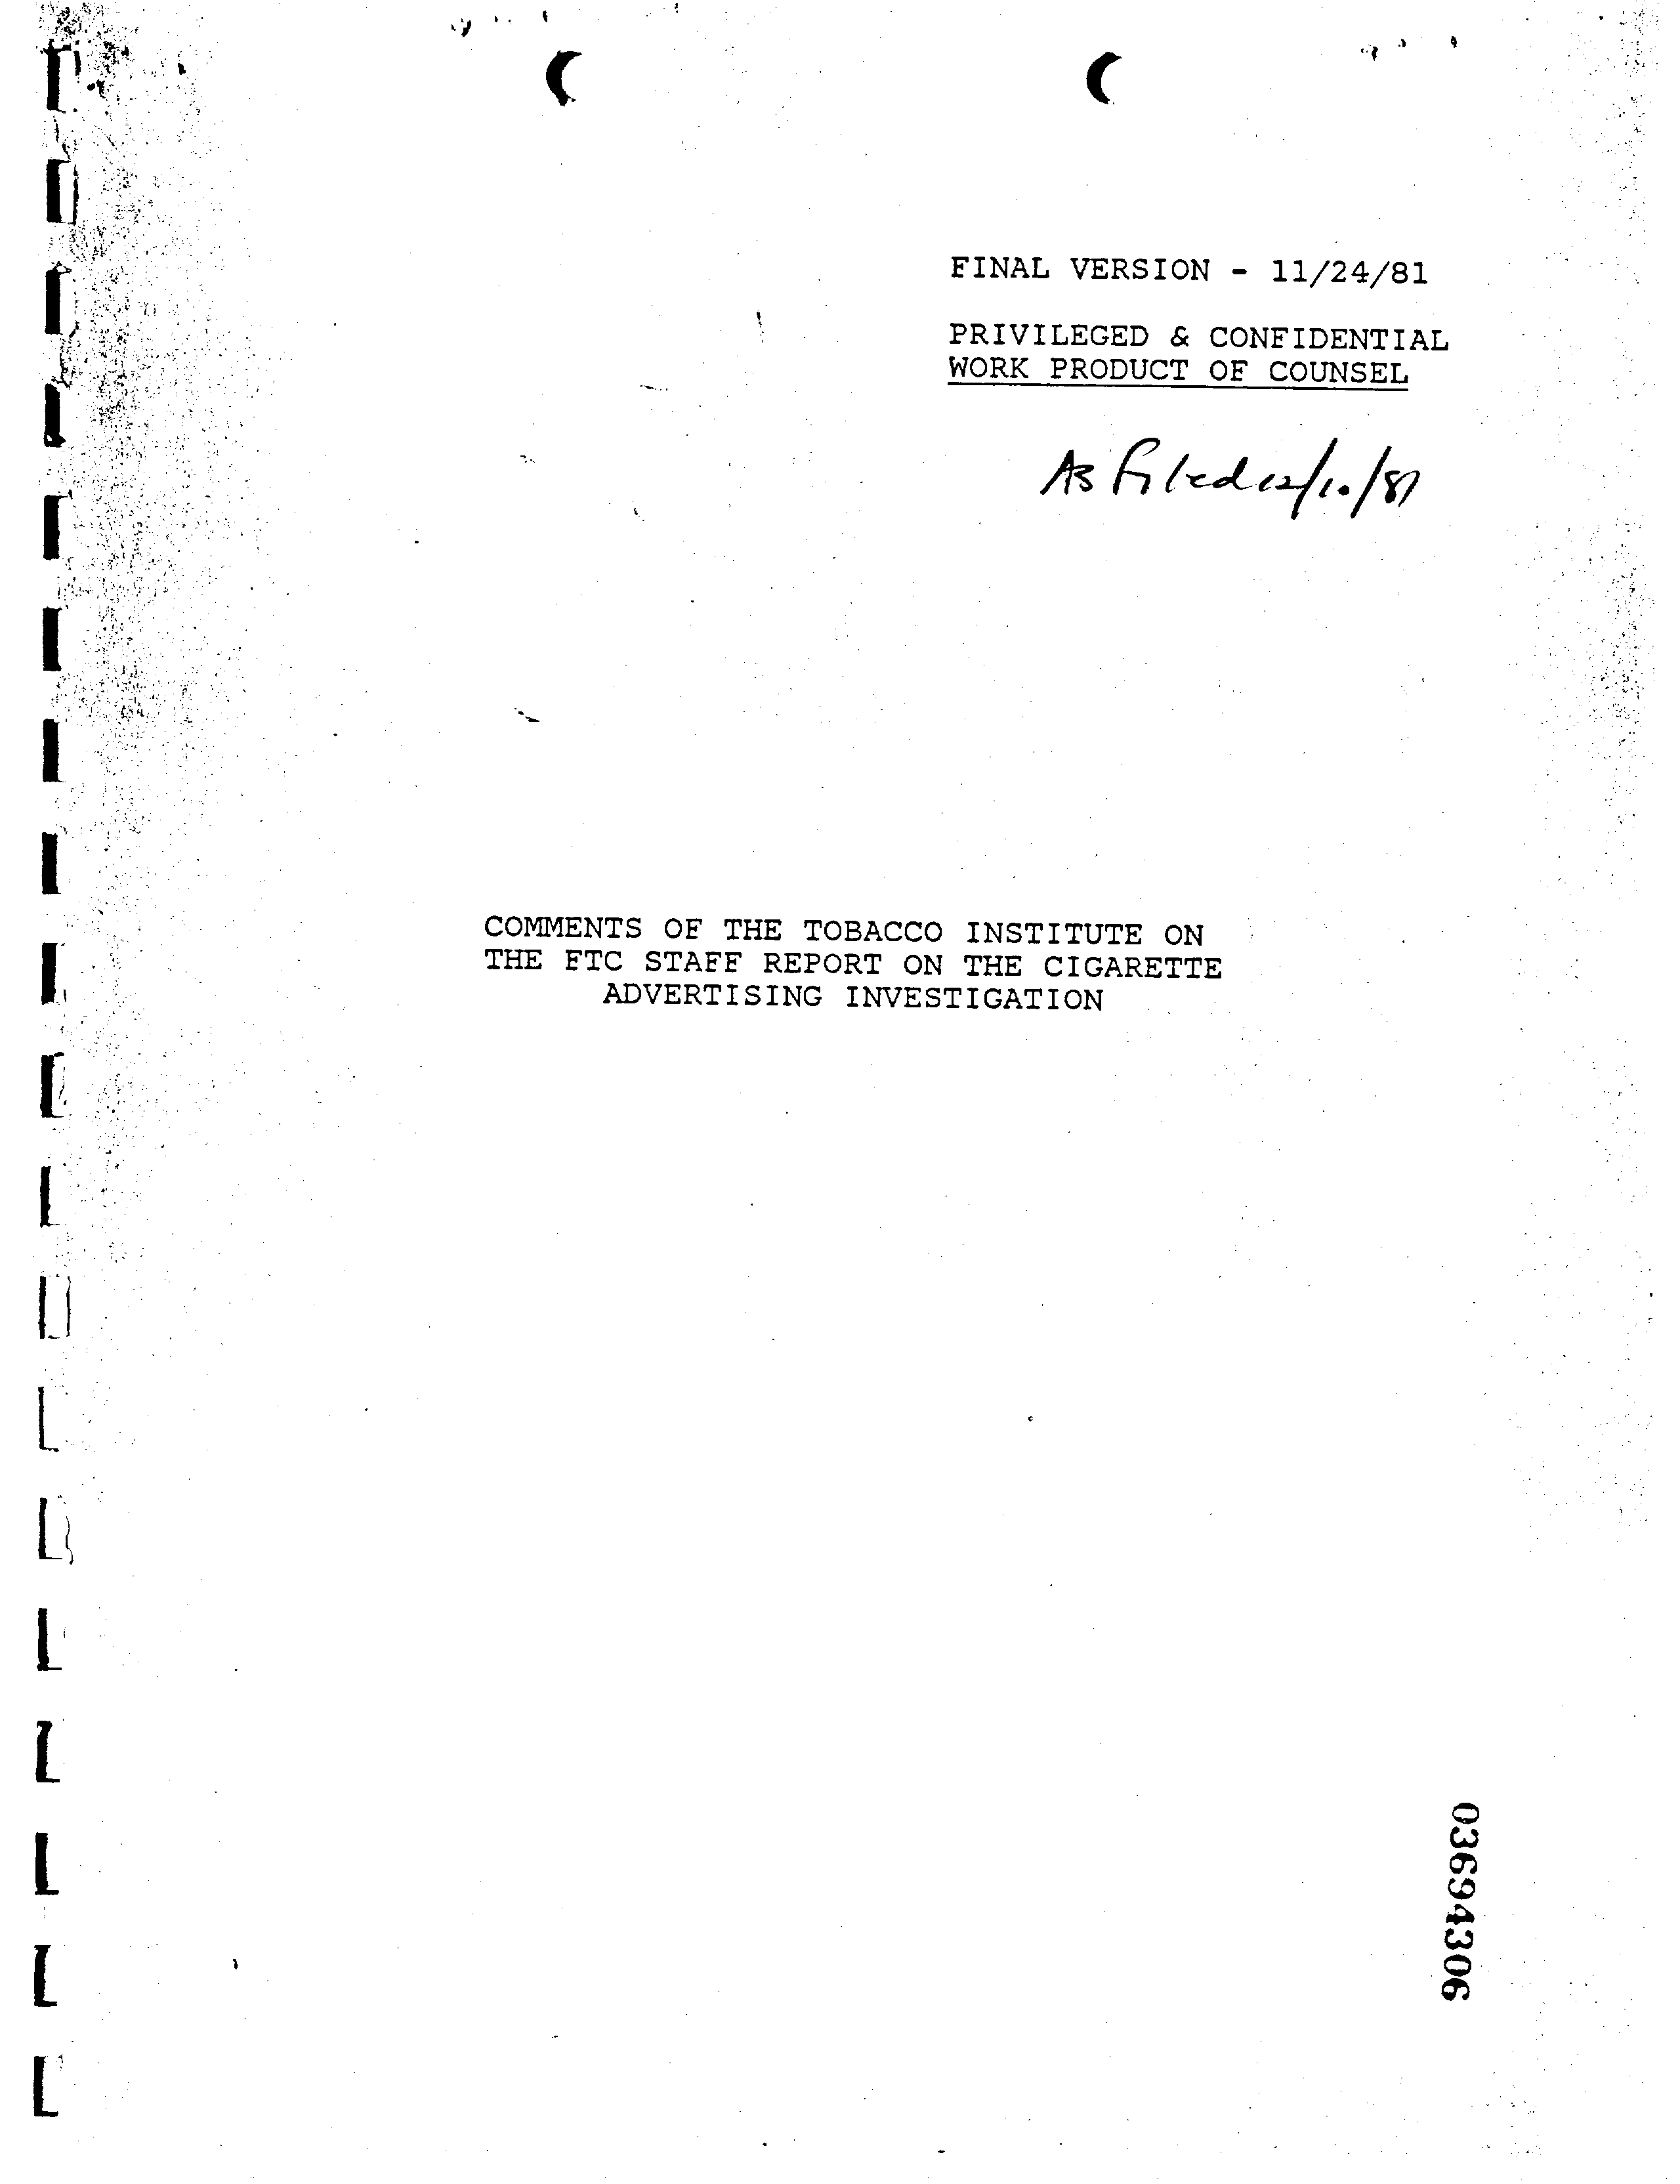 FINAL VERSION - 11/24/81
PRIVILEGED & CONFIDENTIAL
WORK PRODUCT OF COUNSEL
As Filed 12/10/81
COMMENTS OF THE TOBACCO INSTITUTE ON
THE FTC STAFF REPORT ON THE CIGARETTE
ADVERTISING INVESTIGATION
03694306